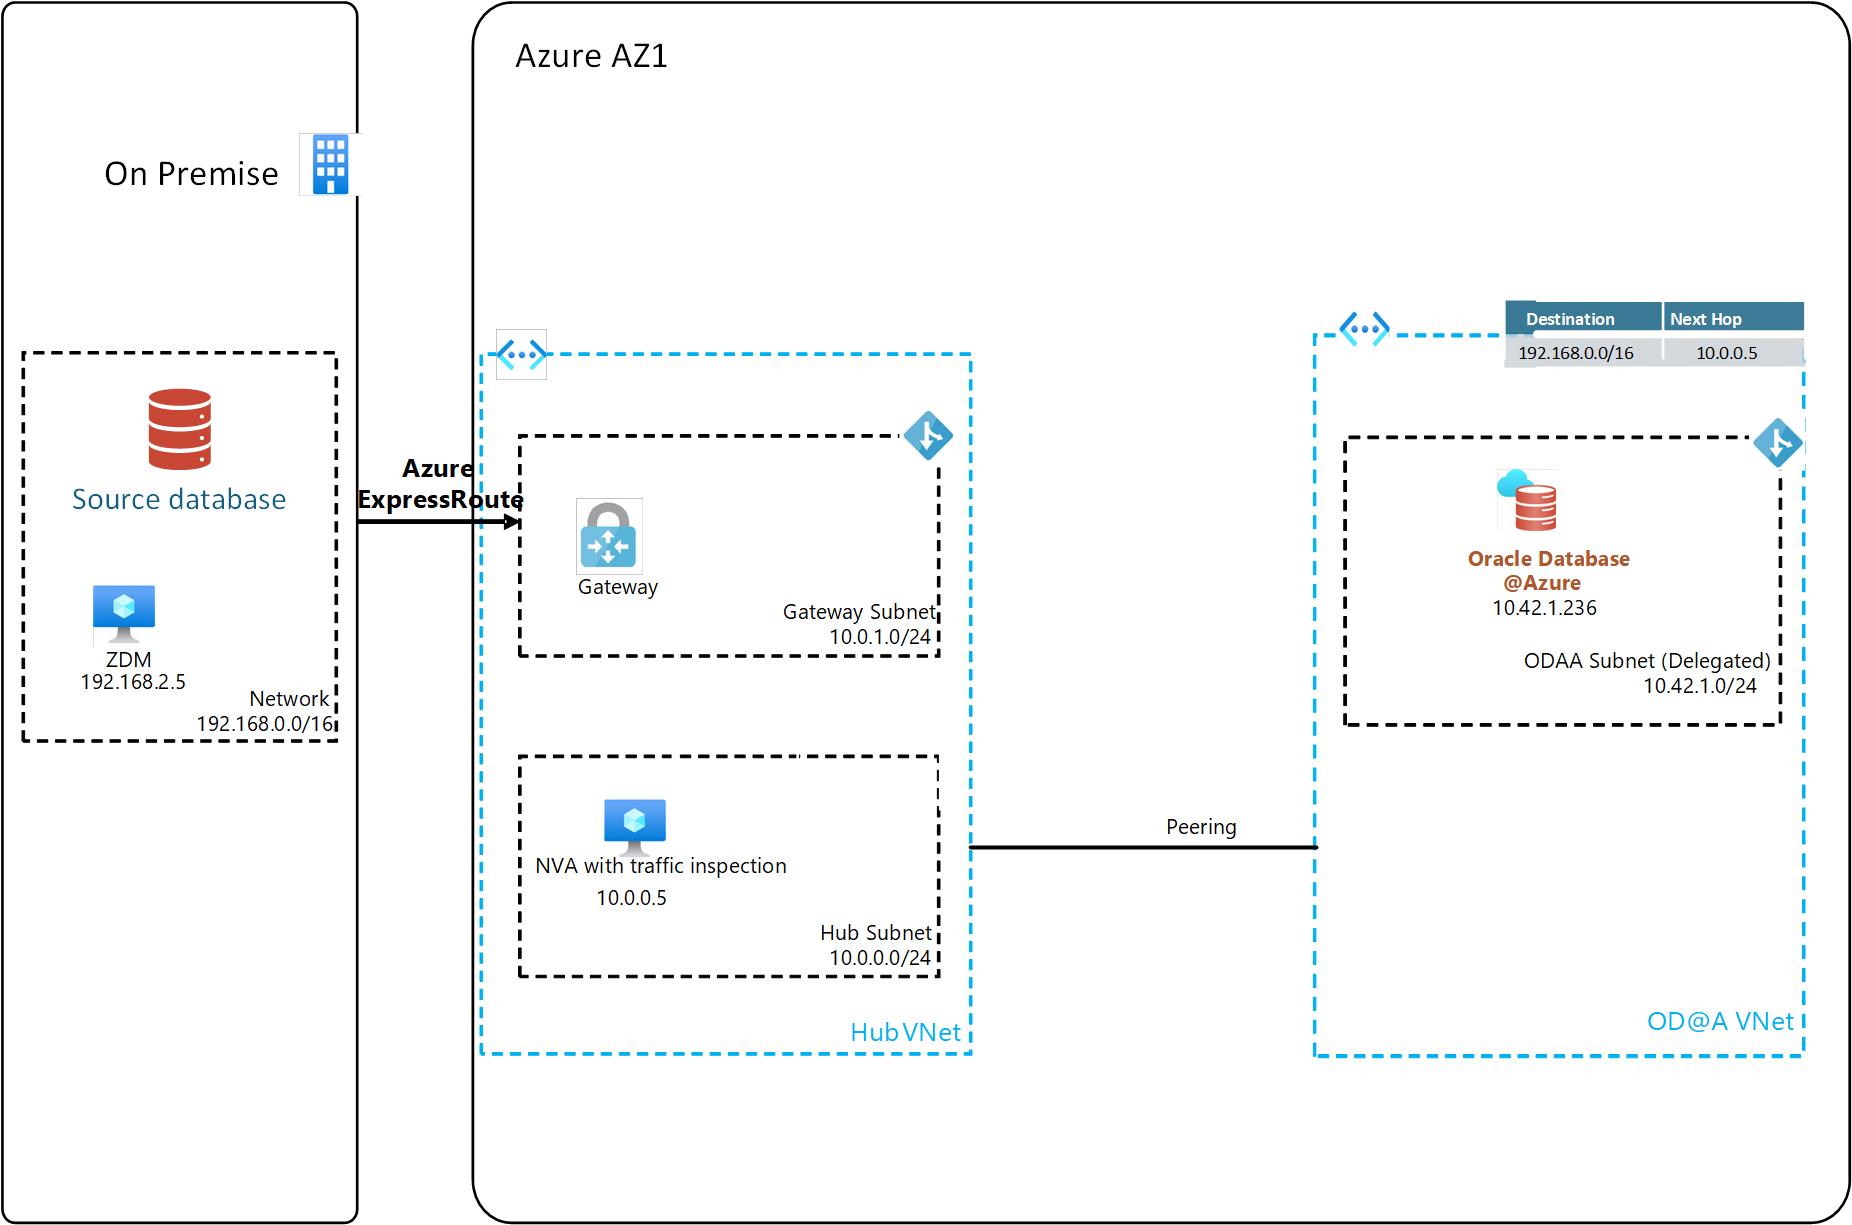 Azure AZ1
On Premise
Source database
ZDM
192.168.2.5
Network
192.168.0.0/16
Azure
ExpressRoute
Gateway
Gateway Subnet
10.0.1.0/24
NVA with traffic inspection
10.0.0.5
Hub Subnet
10.0.0.0/24
Hub VNet
Peering
Destination Next Hop
192.168.0.0/16 10.0.0.5
Oracle Database
@Azure
10.42.1.236
ODAA Subnet (Delegated)
10.42.1.0/24
OD@A VNet